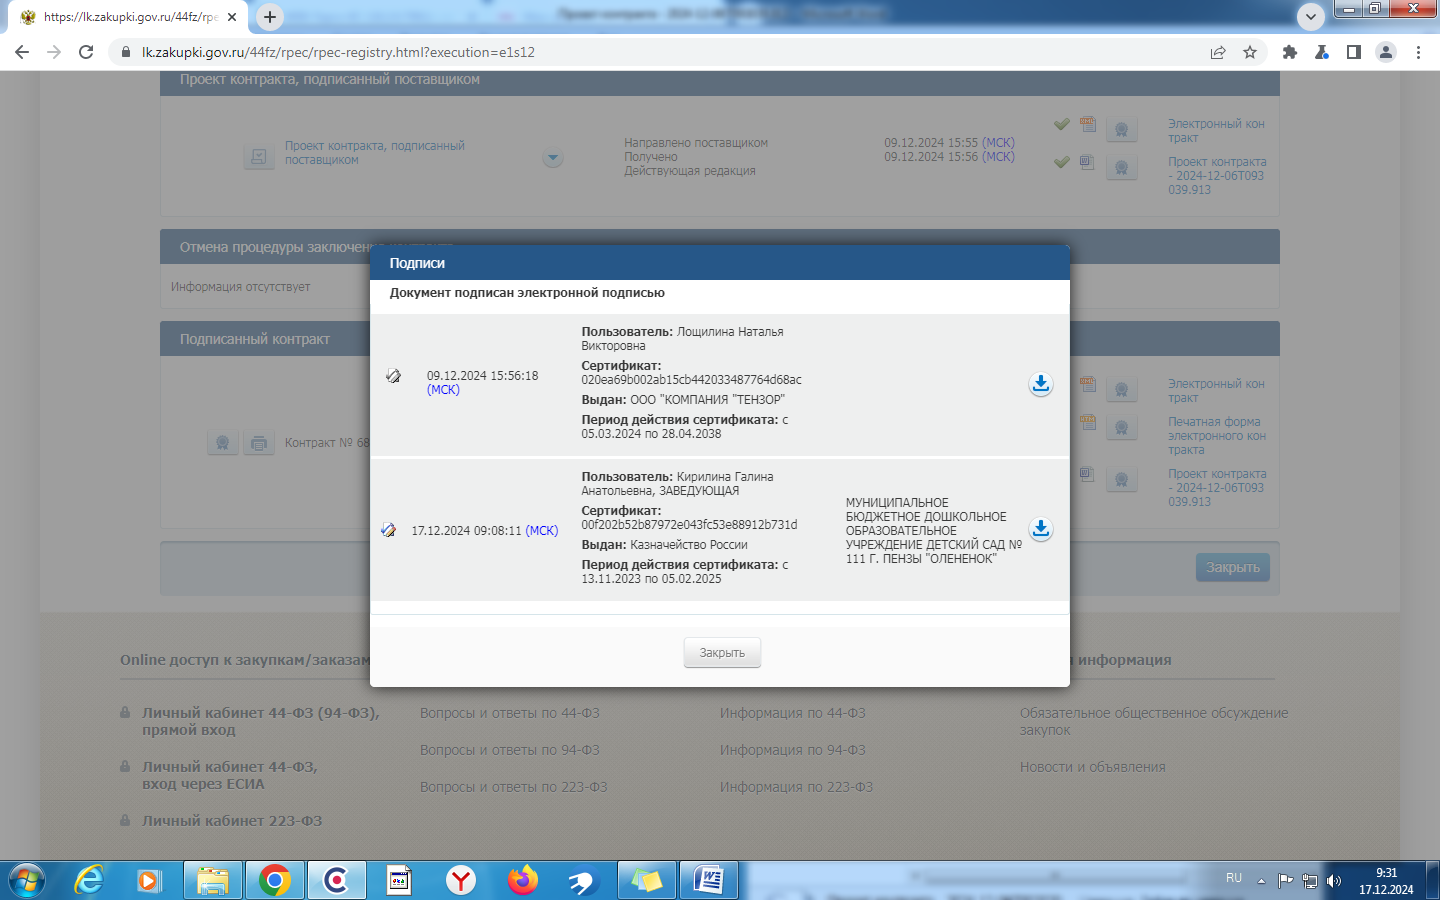 https://lk.zakupki.gov.ru/44fz/rpe
lk.zakupki.gov.ru/44fz/rpec/rpec-registry.html?execution=e1s12
Проект контракта, подписанный поставщиком
Проект контракта, подписанный
поставщиком
Направлено поставщиком
Получено
Действующая редакция
09.12.2024 15:55 (МСК)
09.12.2024 15:56 (МСК)
Электронный кон
тракт
Проект контракта
- 2024-12-06T093
039.913
Отмена процедуры заключения
Информация отсутствует
Подписанный контракт
Контракт № 68
Электронный кон
тракт
Печатная форма
электронного кон
тракта
Проект контракта
- 2024-12-06T093
039.913
Закрыть
Подписи
Документ подписан электронной подписью
09.12.2024 15:56:18
(МСК)
Пользователь: Лощилина Наталья
Викторовна
Сертификат:
020ea69b002ab15cb442033487764d68ac
Выдан: ООО "КОМПАНИЯ "ТЕНЗОР"
Период действия сертификата: с
05.03.2024 по 28.04.2038
17.12.2024 09:08:11 (МСК)
Пользователь: Кирилина Галина
Анатольевна, ЗАВЕДУЮЩАЯ
Сертификат:
00f202b52b87972e043fc53e88912b731d
Выдан: Казначейство России
Период действия сертификата: с
13.11.2023 по 05.02.2025
МУНИЦИПАЛЬНОЕ
БЮДЖЕТНОЕ ДОШКОЛЬНОЕ
ОБРАЗОВАТЕЛЬНОЕ
УЧРЕЖДЕНИЕ ДЕТСКИЙ САД №
111 Г. ПЕНЗЫ "ОЛЕНЕНОК"
Закрыть
Online доступ к закупкам/заказам
я информация
Личный кабинет 44-ФЗ (94-ФЗ),
прямой вход
Личный кабинет 44-ФЗ,
вход через ЕСИА
Личный кабинет 223-ФЗ
Вопросы и ответы по 44-ФЗ
Вопросы и ответы по 94-ФЗ
Вопросы и ответы по 223-ФЗ
Информация по 44-ФЗ
Информация по 94-ФЗ
Информация по 223-ФЗ
Обязательное общественное обсуждение
закупок
Новости и объявления
RU
9:31
17.12.2024